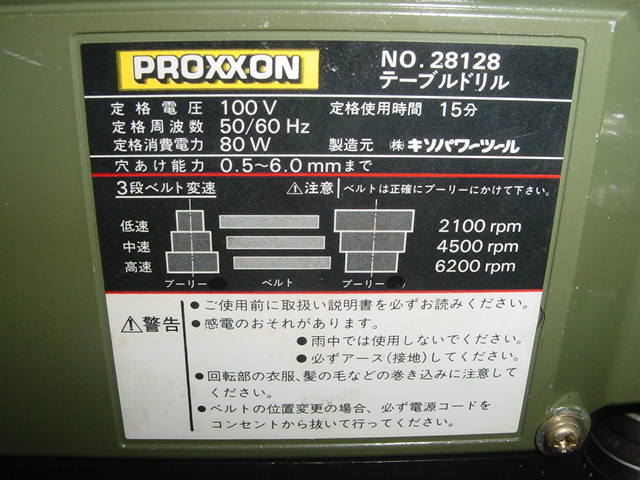 PROXXON
NO. 28128
テーブルドリル
定格電圧 100V 定格使用時間 15分
定格周波数 50/60 Hz
定格消費電力 80W 製造元 ㈱ キソパワーツール
穴あけ能力 0.5〜6.0mmまで
3段ベルト変速 ⚠注意 ベルトは正確にプーリーにかけて下さい。
低速 2100 rpm
中速 4500 rpm
高速 6200 rpm
プーリー ベルト プーリー
⚠警告
●ご使用前に取扱い説明書を必ずお読みください。
●感電のおそれがあります。
●雨中では使用しないでください。
●必ずアース(接地)してください。
●回転部の衣服、髪の毛などの巻き込みに注意して
ください。
●ベルトの位置変更の場合、必ず電源コードを
コンセントから抜いて行ってください。